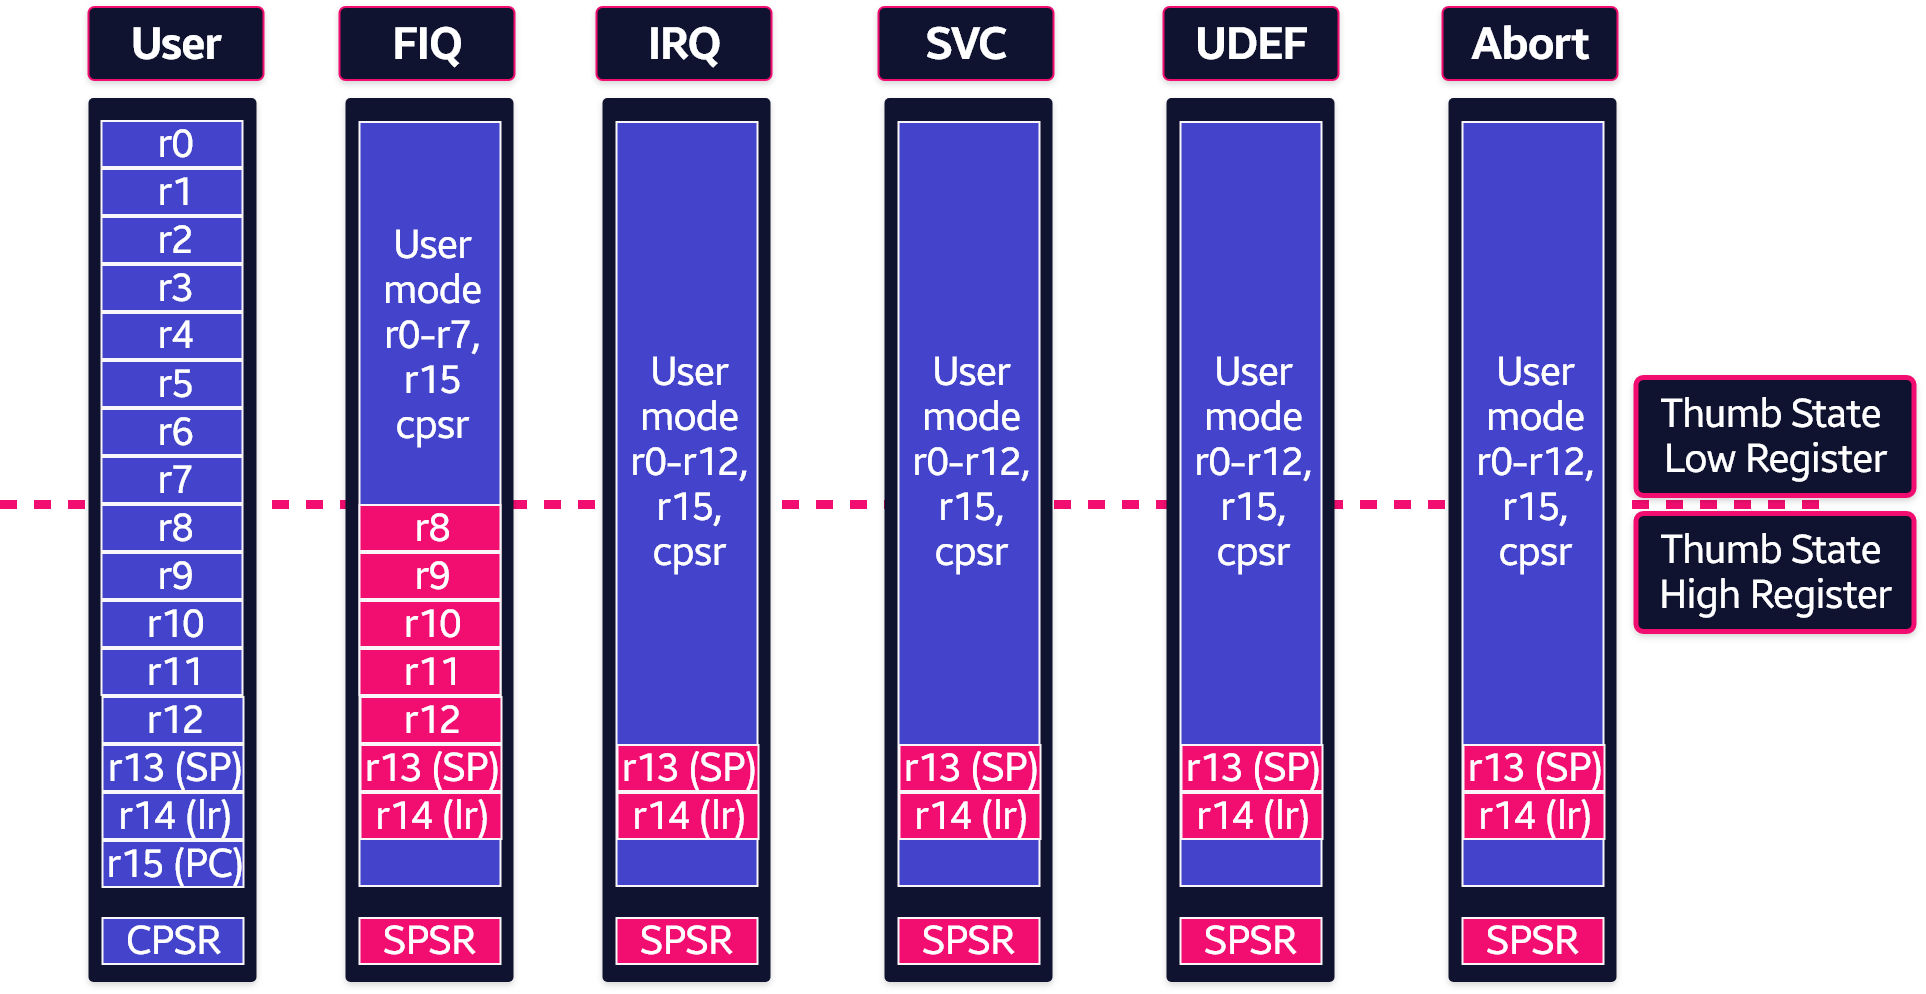 User
FIQ
IRQ
SVC
UDEF
Abort
r0
r1
r2
r3
r4
r5
r6
r7
r8
r9
r10
r11
r12
r13 (SP)
r14 (lr)
r15 (PC)
CPSR
User
mode
r0-r7,
r15
cpsr
r8
r9
r10
r11
r12
r13 (SP)
r14 (lr)
SPSR
User
mode
r0-r12,
r15,
cpsr
r13 (SP)
r14 (lr)
SPSR
User
mode
r0-r12,
r15,
cpsr
r13 (SP)
r14 (lr)
SPSR
User
mode
r0-r12,
r15,
cpsr
r13 (SP)
r14 (lr)
SPSR
User
mode
r0-r12,
r15,
cpsr
r13 (SP)
r14 (lr)
SPSR
Thumb State
Low Register
Thumb State
High Register